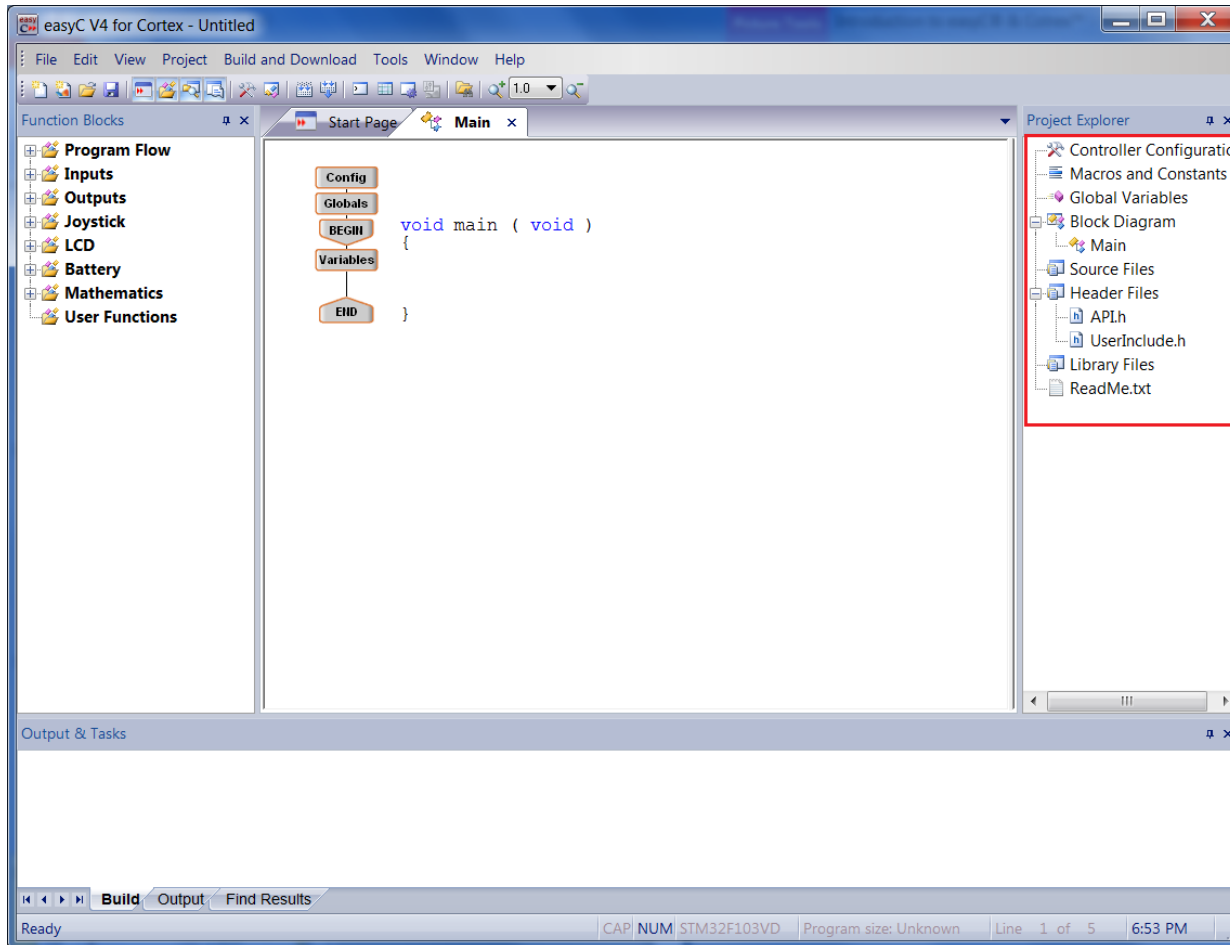 easyC V4 for Cortex - Untitled
File Edit View Project Build and Download Tools Window Help
1.0
Function Blocks
Program Flow
Inputs
Outputs
Joystick
LCD
Battery
Mathematics
User Functions
Start Page Main
Config
Globals
BEGIN
Variables
END
void main ( void )
{
}
Project Explorer
Controller Configuratio
Macros and Constants
Global Variables
Block Diagram
Main
Source Files
Header Files
API.h
UserInclude.h
Library Files
ReadMe.txt
Output & Tasks
Build Output Find Results
Ready CAP NUM STM32F103VD Program size: Unknown Line 1 of 5 6:53 PM